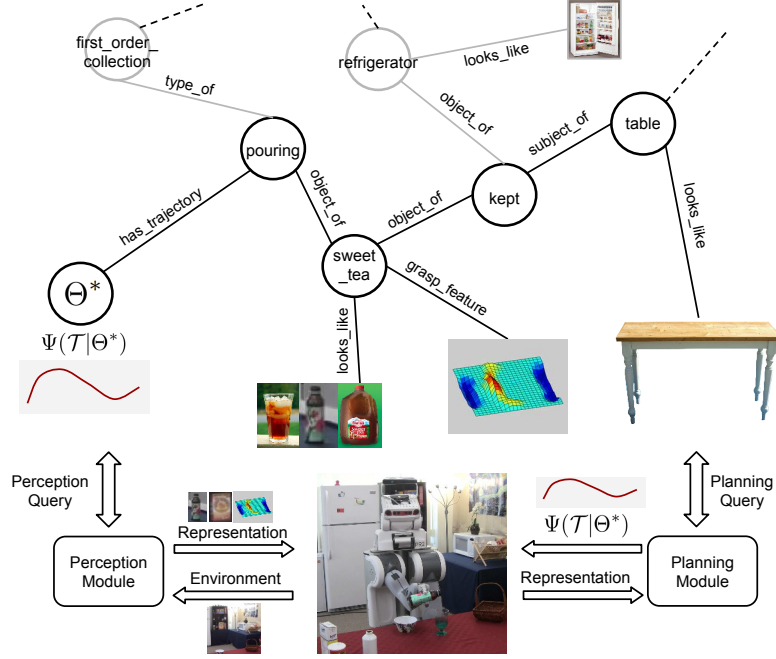 first_order_
collection
refrigerator
looks_like
type_of
object_of
subject_of
table
pouring
object_of
kept
looks_like
has_trajectory
object_of
sweet
_tea
grasp_feature
Θ*
Ψ(𝒯|Θ*)
looks_like
Perception
Query
Planning
Query
Representation
Ψ(𝒯|Θ*)
Perception
Module
Environment
Representation
Planning
Module